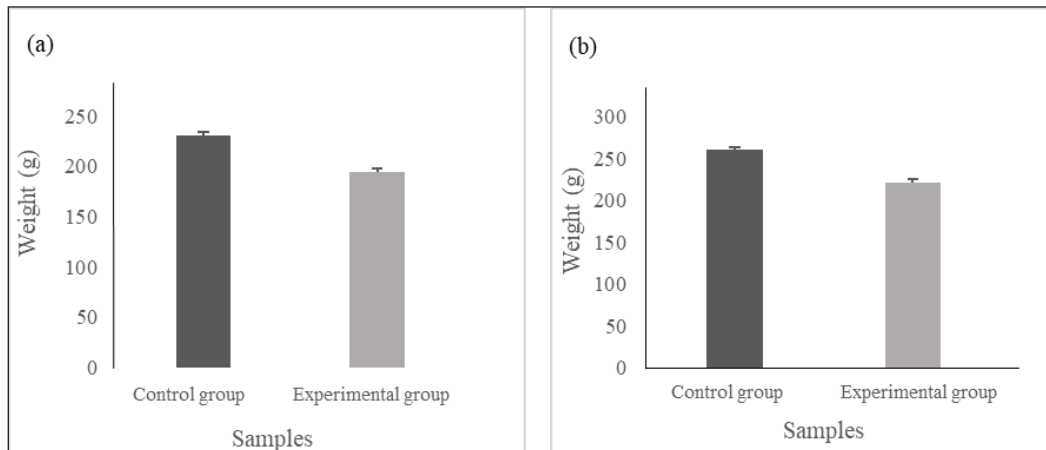 (a)
Weight (g)
250
200
150
100
50
0
Control group
Experimental group
Samples
(b)
Weight (g)
300
250
200
150
100
50
0
Control group
Experimental group
Samples